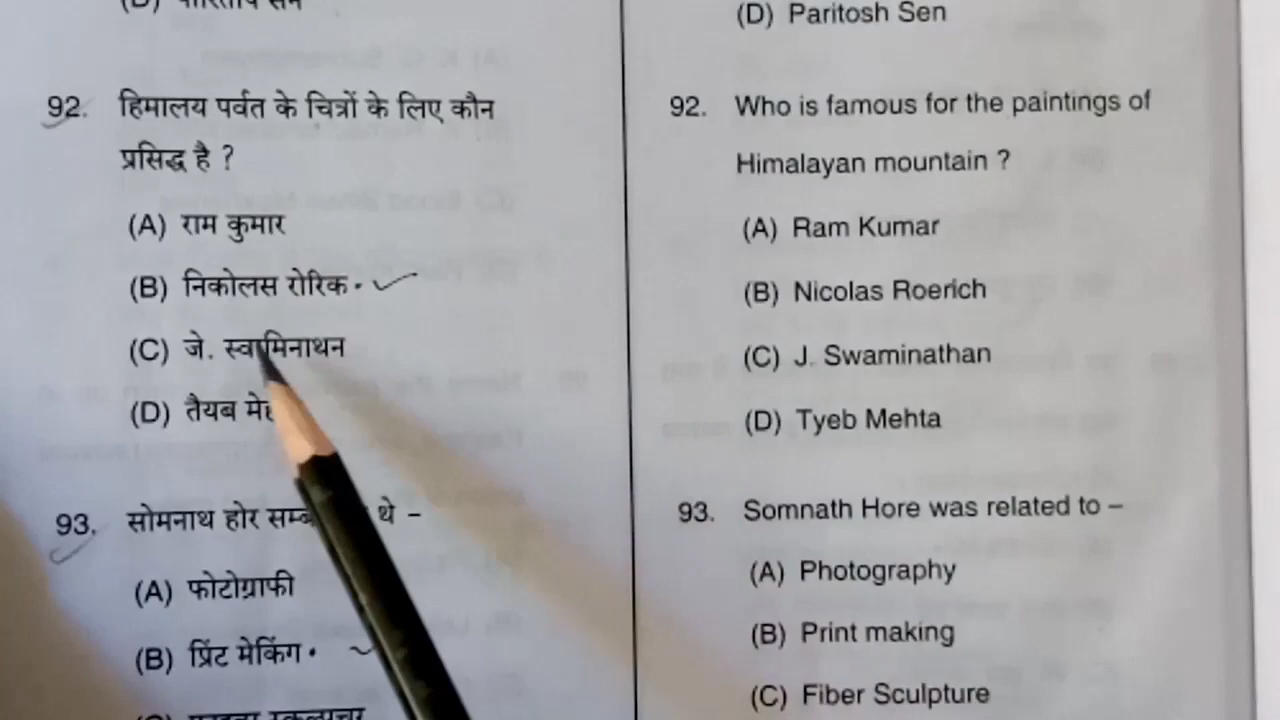 92. हिमालय पर्वत के चित्रों के लिए कौन
प्रसिद्ध है ?
(A) राम कुमार
(B) निकोलस रोरिक
(C) जे. स्वामिनाथन
(D) तैयब
93. सोमनाथ होर थे –
(A) फोटोग्राफी
(B) प्रिंट मेकिंग
(D) Paritosh Sen
92. Who is famous for the paintings of
Himalayan mountain ?
(A) Ram Kumar
(B) Nicolas Roerich
(C) J. Swaminathan
(D) Tyeb Mehta
93. Somnath Hore was related to –
(A) Photography
(B) Print making
(C) Fiber Sculpture